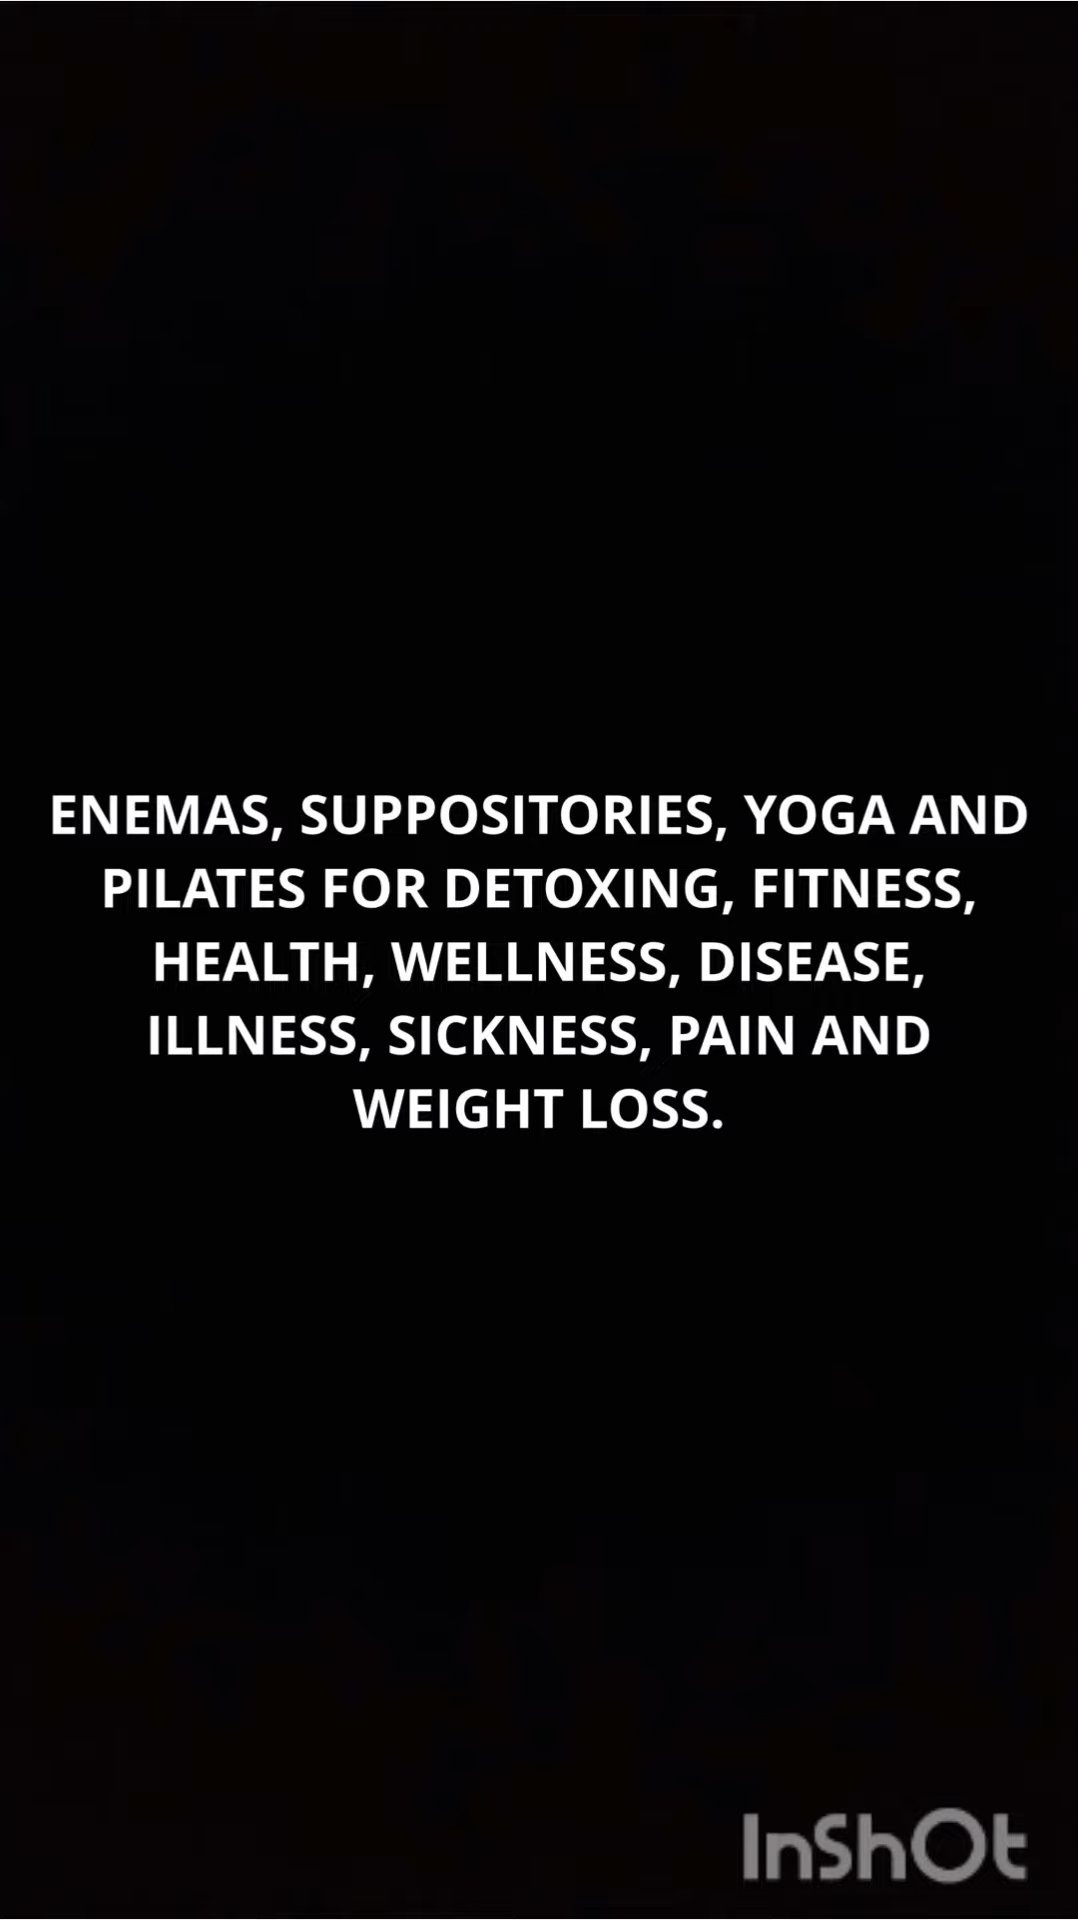 ENEMAS, SUPPOSITORIES, YOGA AND
PILATES FOR DETOXING, FITNESS,
HEALTH, WELLNESS, DISEASE,
ILLNESS, SICKNESS, PAIN AND
WEIGHT LOSS.
InShOt